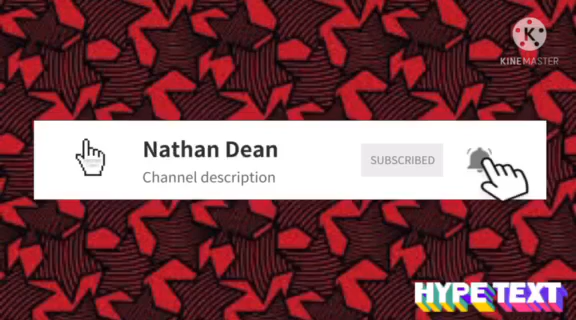 KINEMASTER
Nathan Dean
SUBSCRIBED
Channel description
HYPE TEXT